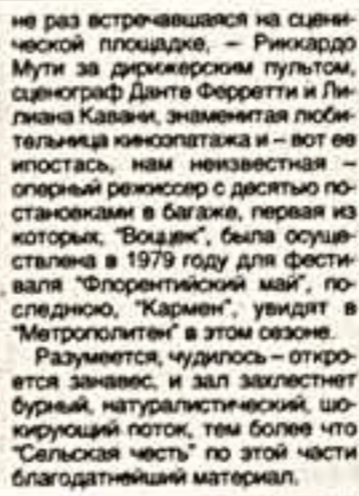 не раз встречавшаяся на сцени-
ческой площадке, – Риккардо
Мути за дирижерским пультом,
сценограф Данте Ферретти и Ли-
лиана Кавани, знаменитая люби-
тельница киноэпатажа и – вот ее
ипостась, нам неизвестная –
оперный режиссер с десятью по-
становками в багаже, первая из
которых, "Воццек", была осуще-
ствлена в 1979 году для фести-
валя "Флорентийский май", по-
следнюю, "Кармен", увидят в
"Метрополитен" в этом сезоне.
Разумеется, чудилось – откро-
ется занавес, и зал захлестнет
бурный, натуралистический, шо-
кирующий поток, тем более что
"Сельская честь" по этой части
благодатнейший материал.